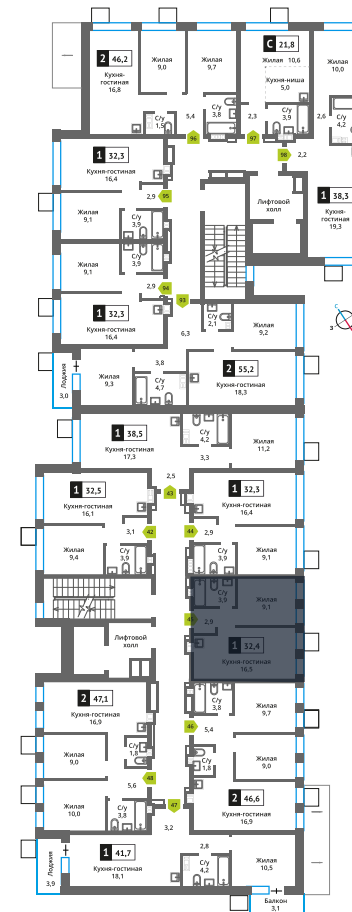 2 46,2
Кухня-
гостиная
16,8
Жилая
9,0
Жилая
9,7
С 21,8
Жилая 10,6
Кухня-ниша
5,0
Жилая
10,0
С/у
1,5
5,4
С/у
3,8
2,3
С/у
3,9
2,6
С/у
4,2
96
97
98
2,2
1 32,3
Кухня-гостиная
16,4
2,9
95
Жилая
9,1
С/у
3,9
Лифтовой
холл
1 38,3
Кухня-
гостиная
19,3
Жилая
9,1
С/у
3,9
2,9
94
93
1 32,3
Кухня-гостиная
16,4
6,3
С/у
2,1
Жилая
9,2
С
З
Лоджия
3,0
Жилая
9,3
3,8
С/у
4,7
2 55,2
Кухня-гостиная
18,3
1 38,5
Кухня-гостиная
17,3
С/у
4,2
3,3
Жилая
11,2
2,5
43
1 32,5
Кухня-гостиная
16,1
1 32,3
Кухня-гостиная
16,4
3,1
42
44
2,9
Жилая
9,4
С/у
3,9
С/у
3,9
Жилая
9,1
С/у
3,9
Жилая
9,1
2,9
Лифтовой
холл
1 32,4
Кухня-гостиная
16,5
2 47,1
Кухня-гостиная
16,9
С/у
3,8
Жилая
9,7
46
5,4
С/у
1,8
Жилая
9,0
С/у
1,8
Жилая
9,0
48
5,6
Жилая
10,0
С/у
3,8
47
2 46,6
Кухня-гостиная
16,9
3,2
Лоджия
3,9
1 41,7
Кухня-гостиная
18,1
2,8
С/у
4,2
Жилая
10,5
Балкон
3,1